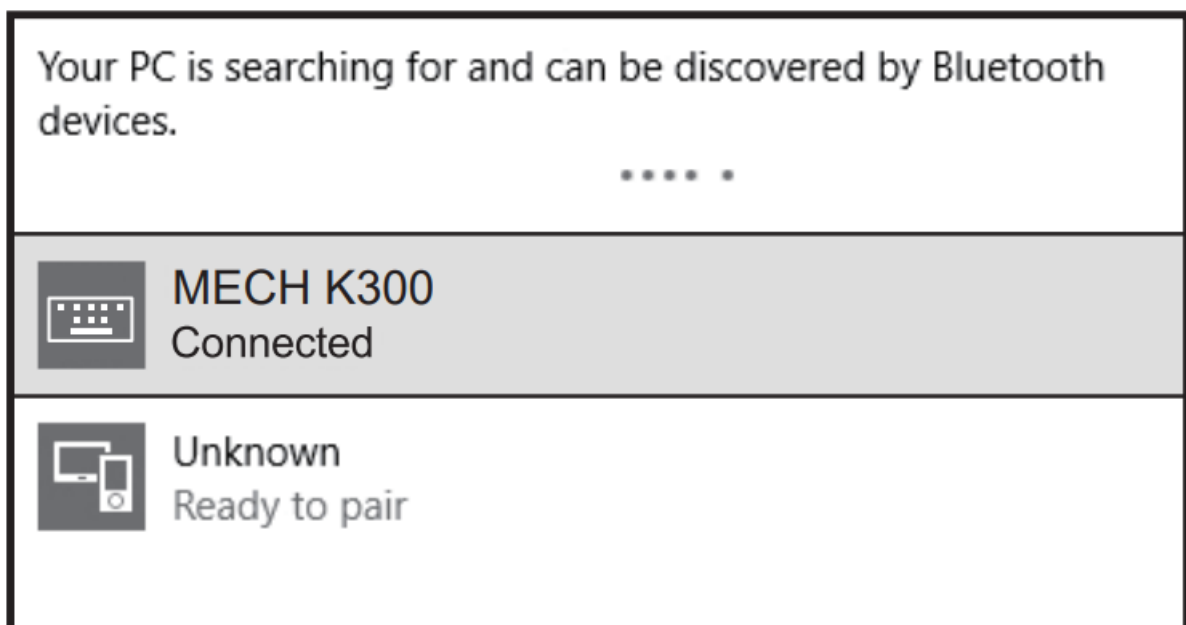 Your PC is searching for and can be discovered by Bluetooth
devices.
MECH K300
Connected
Unknown
Ready to pair